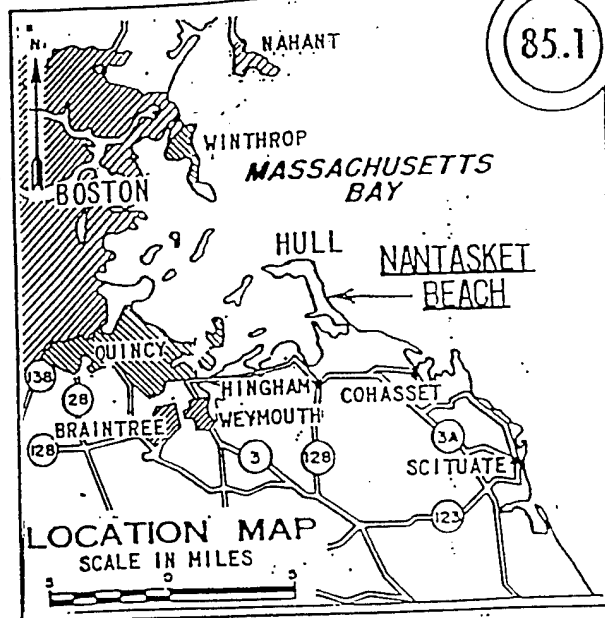 85.1
N
NAHANT
WINTHROP
MASSACHUSETTS
BAY
BOSTON
HULL
NANTASKET
BEACH
QUINCY
138
28
HINGHAM
COHASSET
BRAINTREE
WEYMOUTH
128
3
128
3A
SCITUATE
123
LOCATION MAP
SCALE IN MILES
5
0
5